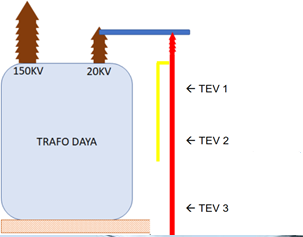 150KV
20KV
← TEV 1
TRAFO DAYA
← TEV 2
← TEV 3